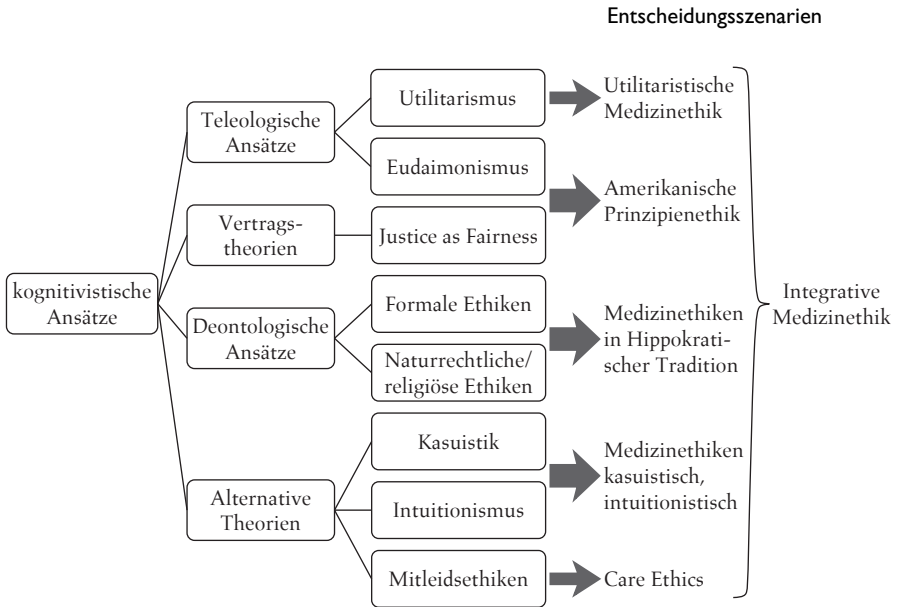 Entscheidungsszenarien
kognitivistische
Ansätze
Teleologische
Ansätze
Vertrags-
theorien
Deontologische
Ansätze
Alternative
Theorien
Utilitarismus
Eudaimonismus
Justice as Fairness
Formale Ethiken
Naturrechtliche/
religiöse Ethiken
Kasuistik
Intuitionismus
Mitleidsethiken
Utilitaristische
Medizinethik
Amerikanische
Prinzipienethik
Medizinethiken
in Hippokrati-
scher Tradition
Medizinethiken
kasuistisch,
intuitionistisch
Care Ethics
Integrative
Medizinethik